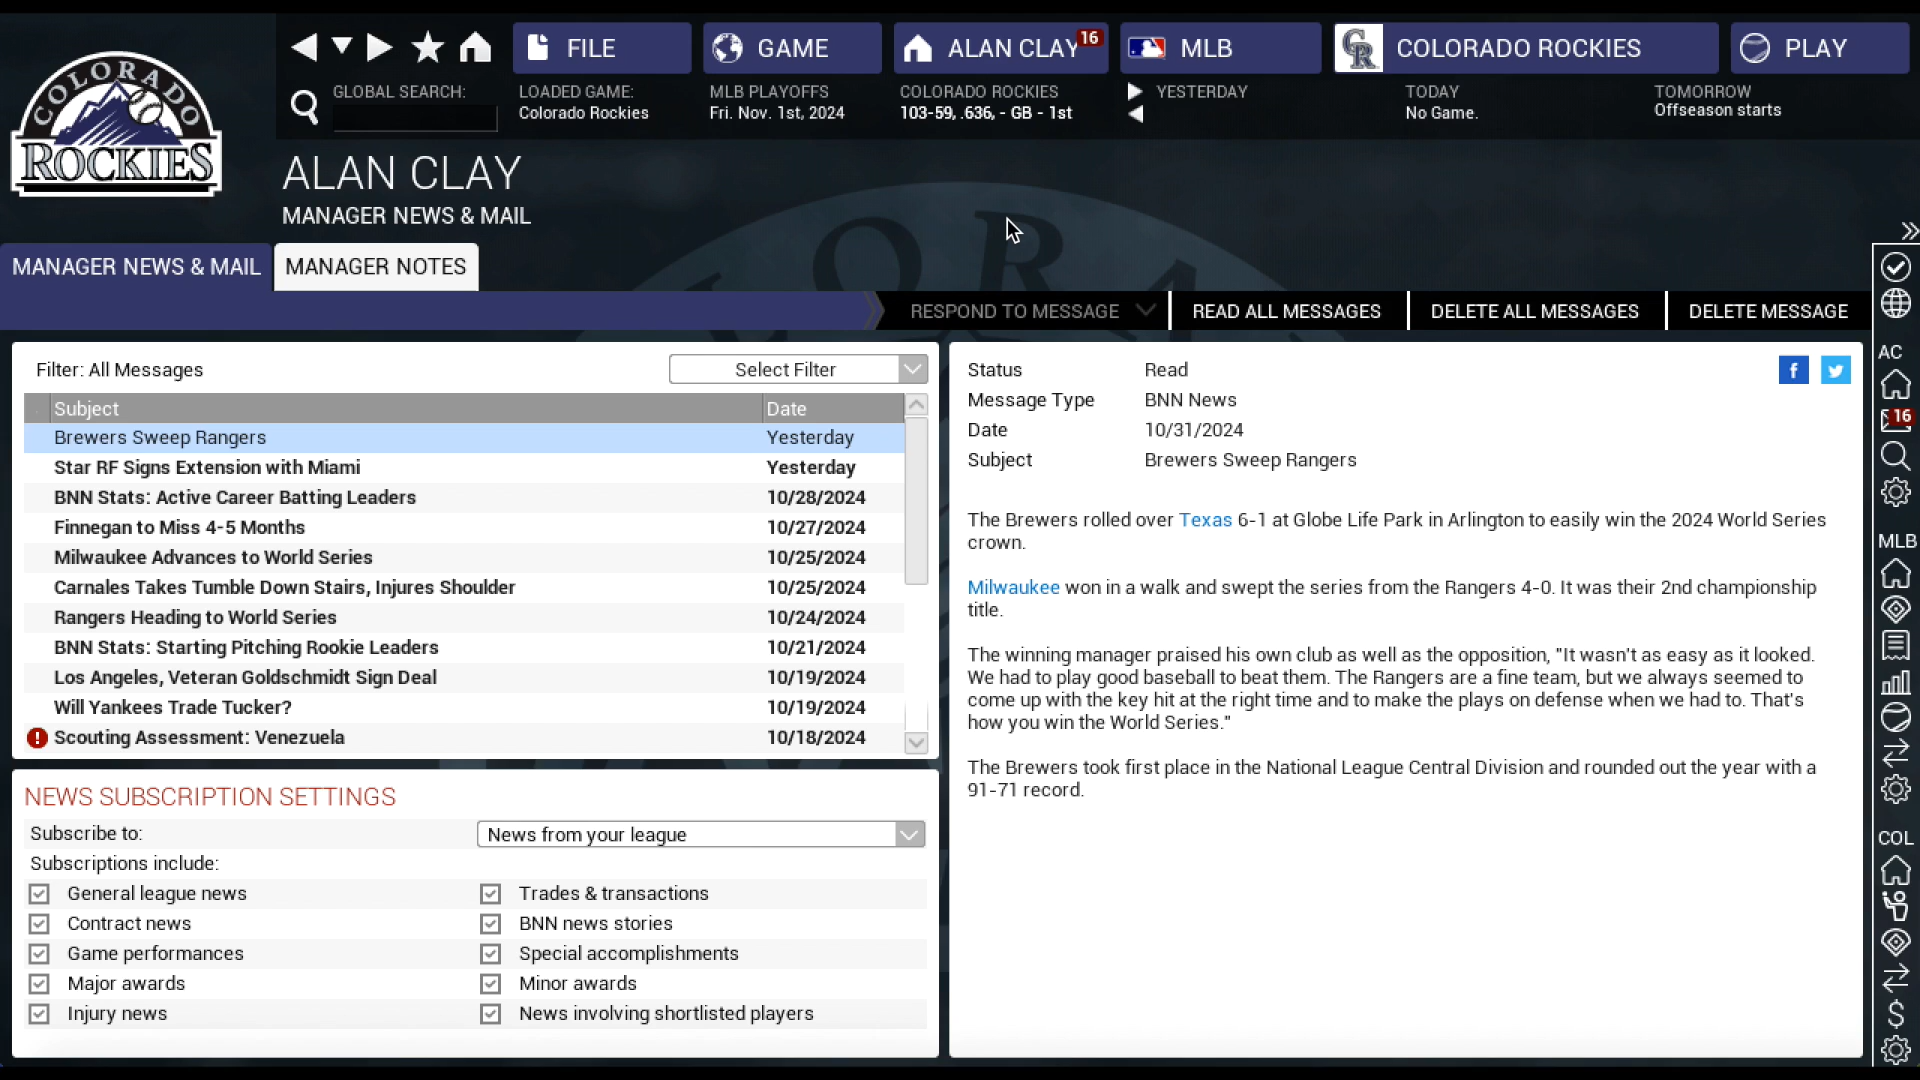 COLORADO
ROCKIES
FILE
GAME
ALAN CLAY
16
MLB
CR
COLORADO ROCKIES
PLAY
GLOBAL SEARCH:
LOADED GAME:
Colorado Rockies
MLB PLAYOFFS
Fri. Nov. 1st, 2024
COLORADO ROCKIES
103-59, .636, - GB - 1st
YESTERDAY
TODAY
No Game.
TOMORROW
Offseason starts
ALAN CLAY
MANAGER NEWS & MAIL
MANAGER NEWS & MAIL
MANAGER NOTES
RESPOND TO MESSAGE
READ ALL MESSAGES
DELETE ALL MESSAGES
DELETE MESSAGE
Filter: All Messages
Select Filter
Subject Date
Brewers Sweep Rangers Yesterday
Star RF Signs Extension with Miami Yesterday
BNN Stats: Active Career Batting Leaders 10/28/2024
Finnegan to Miss 4-5 Months 10/27/2024
Milwaukee Advances to World Series 10/25/2024
Carnales Takes Tumble Down Stairs, Injures Shoulder 10/25/2024
Rangers Heading to World Series 10/24/2024
BNN Stats: Starting Pitching Rookie Leaders 10/21/2024
Los Angeles, Veteran Goldschmidt Sign Deal 10/19/2024
Will Yankees Trade Tucker? 10/19/2024
Scouting Assessment: Venezuela 10/18/2024
NEWS SUBSCRIPTION SETTINGS
Subscribe to: News from your league
Subscriptions include:
General league news Trades & transactions
Contract news BNN news stories
Game performances Special accomplishments
Major awards Minor awards
Injury news News involving shortlisted players
Status Read
Message Type BNN News
Date 10/31/2024
Subject Brewers Sweep Rangers
The Brewers rolled over Texas 6-1 at Globe Life Park in Arlington to easily win the 2024 World Series
crown.
Milwaukee won in a walk and swept the series from the Rangers 4-0. It was their 2nd championship
title.
The winning manager praised his own club as well as the opposition, "It wasn't as easy as it looked.
We had to play good baseball to beat them. The Rangers are a fine team, but we always seemed to
come up with the key hit at the right time and to make the plays on defense when we had to. That's
how you win the World Series."
The Brewers took first place in the National League Central Division and rounded out the year with a
91-71 record.
AC
16
MLB
COL